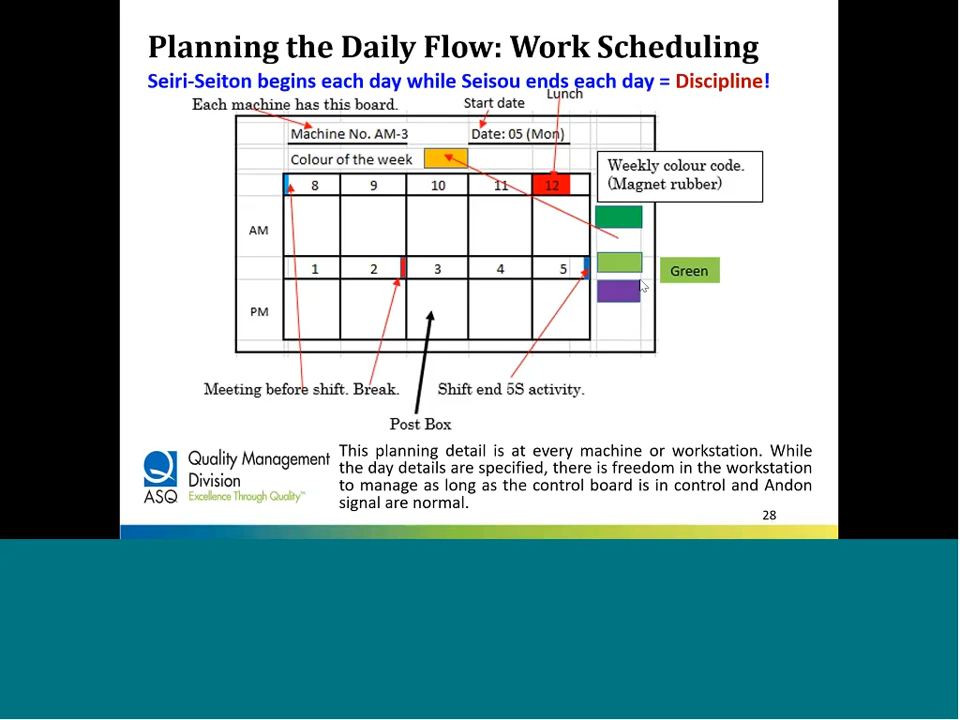 Planning the Daily Flow: Work Scheduling
Seiri-Seiton begins each day while Seisou ends each day = Discipline!
Lunch
Each machine has this board.
Start date
Machine No. AM-3
Date: 05 (Mon)
Colour of the week
Weekly colour code.
(Magnet rubber)
8 9 10 11 12
AM
1 2 3 4 5
Green
PM
Meeting before shift. Break.
Shift end 5S activity.
Post Box
Quality Management
Division
Excellence Through Quality™
ASQ
This planning detail is at every machine or workstation. While
the day details are specified, there is freedom in the workstation
to manage as long as the control board is in control and Andon
signal are normal.
28